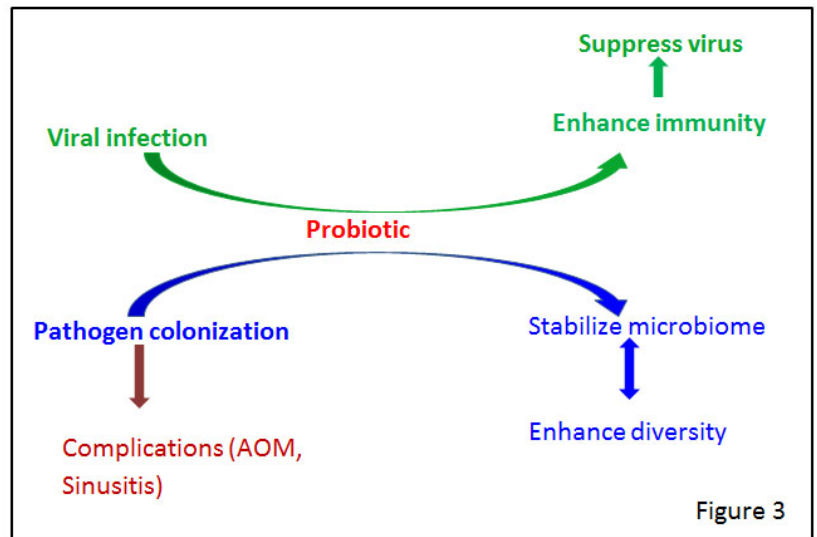 Suppress virus
Enhance immunity
Viral infection
Probiotic
Pathogen colonization
Stabilize microbiome
Enhance diversity
Complications (AOM,
Sinusitis)
Figure 3